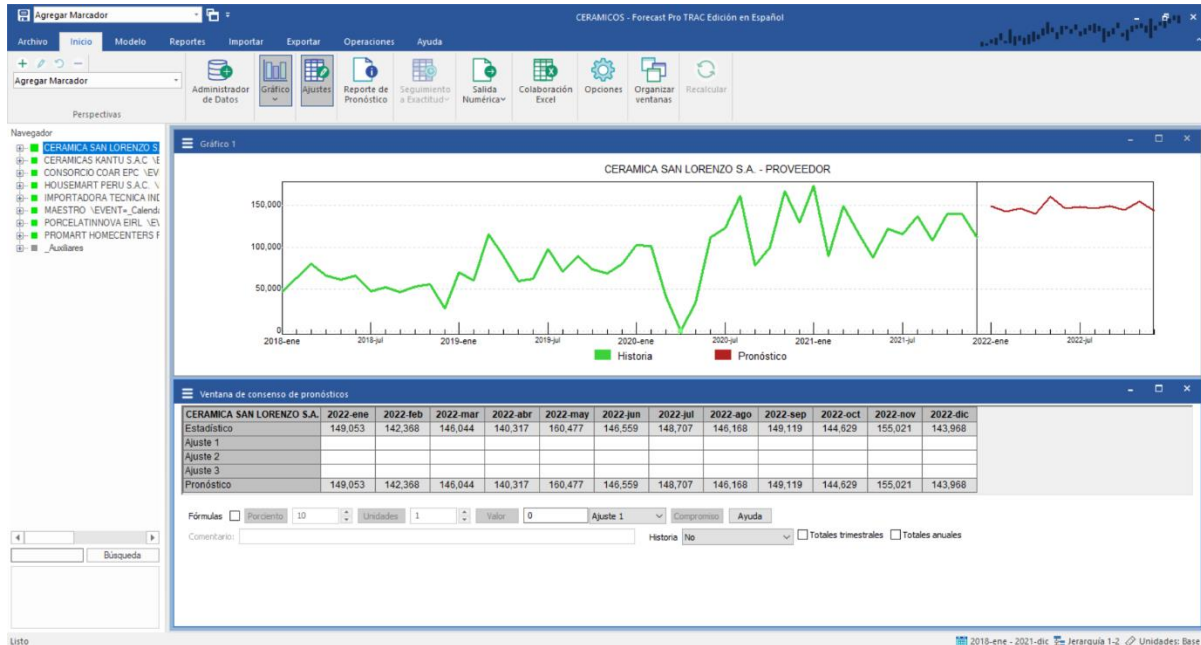 Agregar Marcador
CERAMICOS - Forecast Pro TRAC Edición en Español
Archivo Inicio Modelo Reportes Importar Exportar Operaciones Ayuda
Agregar Marcador
Perspectivas
Administrador de Datos
Gráfico
Ajustes
Reporte de Pronóstico
Seguimiento a Exactitud
Salida Numérica
Colaboración Excel
Opciones
Organizar ventanas
Recalcular
Navegador
CERAMICA SAN LORENZO S.
CERAMICAS KANTU S.A.C \E
CONSORCIO COAR EPC \EV
HOUSEMART PERU S.A.C. \
IMPORTADORA TECNICA IND
MAESTRO \EVENT=_Calenda
PORCELATINNOVA EIRL \EV
PROMART HOMECENTERS F
_Auxiliares
Búsqueda
Gráfico 1
CERAMICA SAN LORENZO S.A. - PROVEEDOR
150,000
100,000
50,000
0
2018-ene 2018-jul 2019-ene 2019-jul 2020-ene 2020-jul 2021-ene 2021-jul 2022-ene 2022-jul
Historia Pronóstico
Ventana de consenso de pronósticos
CERAMICA SAN LORENZO S.A. 2022-ene 2022-feb 2022-mar 2022-abr 2022-may 2022-jun 2022-jul 2022-ago 2022-sep 2022-oct 2022-nov 2022-dic
Estadístico 149,053 142,368 146,044 140,317 160,477 146,559 148,707 146,168 149,119 144,629 155,021 143,968
Ajuste 1
Ajuste 2
Ajuste 3
Pronóstico 149,053 142,368 146,044 140,317 160,477 146,559 148,707 146,168 149,119 144,629 155,021 143,968
Fórmulas Porciento 10 Unidades 1 Valor 0 Ajuste 1 Compromiso Ayuda
Comentario: Historia No Totales trimestrales Totales anuales
Listo 2018-ene - 2021-dic Jerarquía 1-2 Unidades: Base